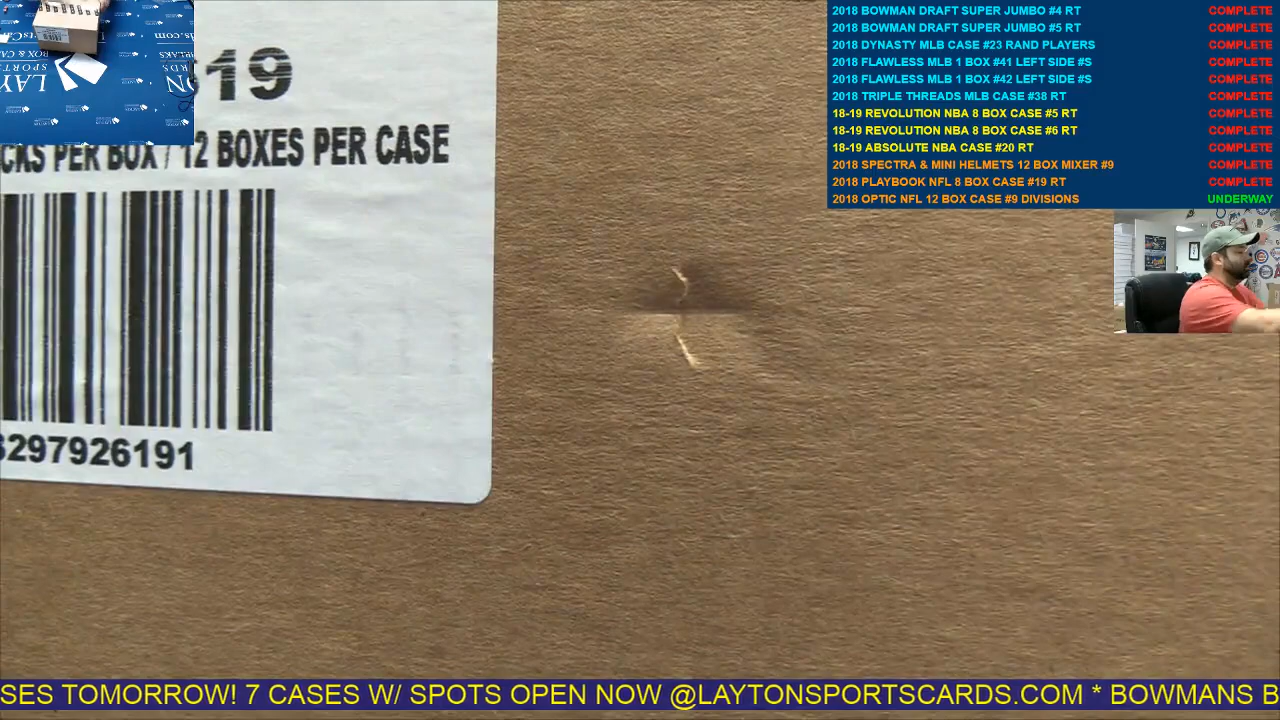 2018 BOWMAN DRAFT SUPER JUMBO #4 RT COMPLETE
2018 BOWMAN DRAFT SUPER JUMBO #5 RT COMPLETE
2018 DYNASTY MLB CASE #23 RAND PLAYERS COMPLETE
2018 FLAWLESS MLB 1 BOX #41 LEFT SIDE #S COMPLETE
2018 FLAWLESS MLB 1 BOX #42 LEFT SIDE #S COMPLETE
2018 TRIPLE THREADS MLB CASE #38 RT COMPLETE
18-19 REVOLUTION NBA 8 BOX CASE #5 RT COMPLETE
18-19 REVOLUTION NBA 8 BOX CASE #6 RT COMPLETE
18-19 ABSOLUTE NBA CASE #20 RT COMPLETE
2018 SPECTRA & MINI HELMETS 12 BOX MIXER #9 COMPLETE
2018 PLAYBOOK NFL 8 BOX CASE #19 RT COMPLETE
2018 OPTIC NFL 12 BOX CASE #9 DIVISIONS UNDERWAY
19
CKS PER BOX / 12 BOXES PER CASE
297926191
SES TOMORROW! 7 CASES W/ SPOTS OPEN NOW @LAYTONSPORTSCARDS.COM * BOWMANS B